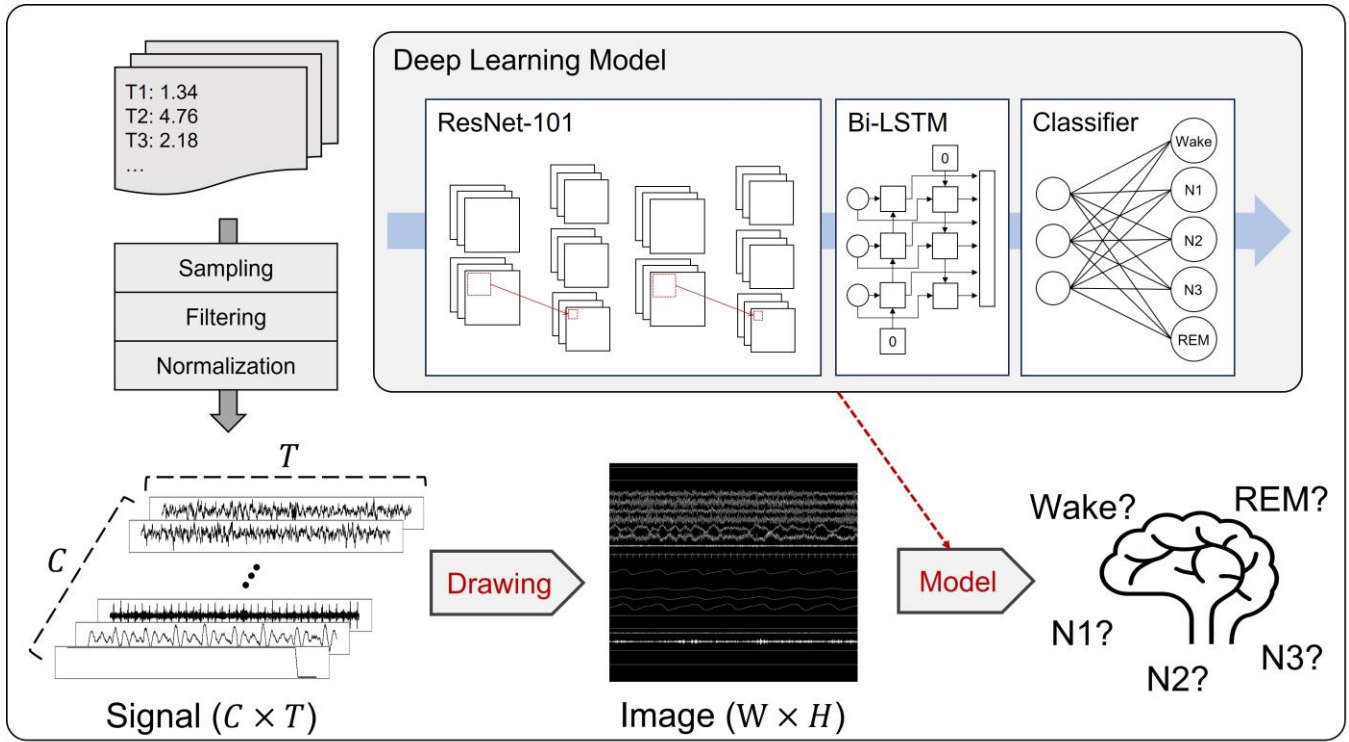 T1: 1.34
T2: 4.76
T3: 2.18
...
Sampling
Filtering
Normalization
Deep Learning Model
ResNet-101
Bi-LSTM
0
0
Classifier
Wake
N1
N2
N3
REM
T
C
Signal (C × T)
Drawing
Image (W × H)
Model
Wake?
REM?
N1?
N2?
N3?